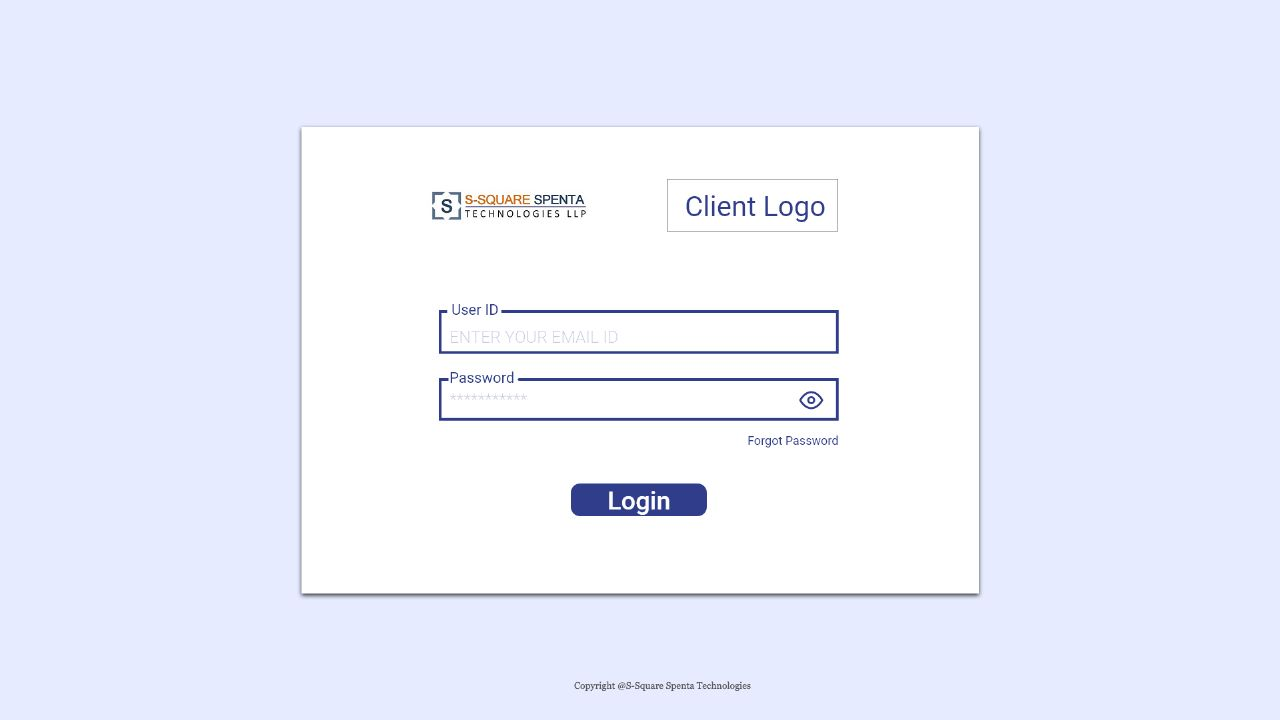 S
S-SQUARE SPENTA
TECHNOLOGIES LLP
Client Logo
User ID
ENTER YOUR EMAIL ID
Password
***********
Forgot Password
Login
Copyright @S-Square Spenta Technologies